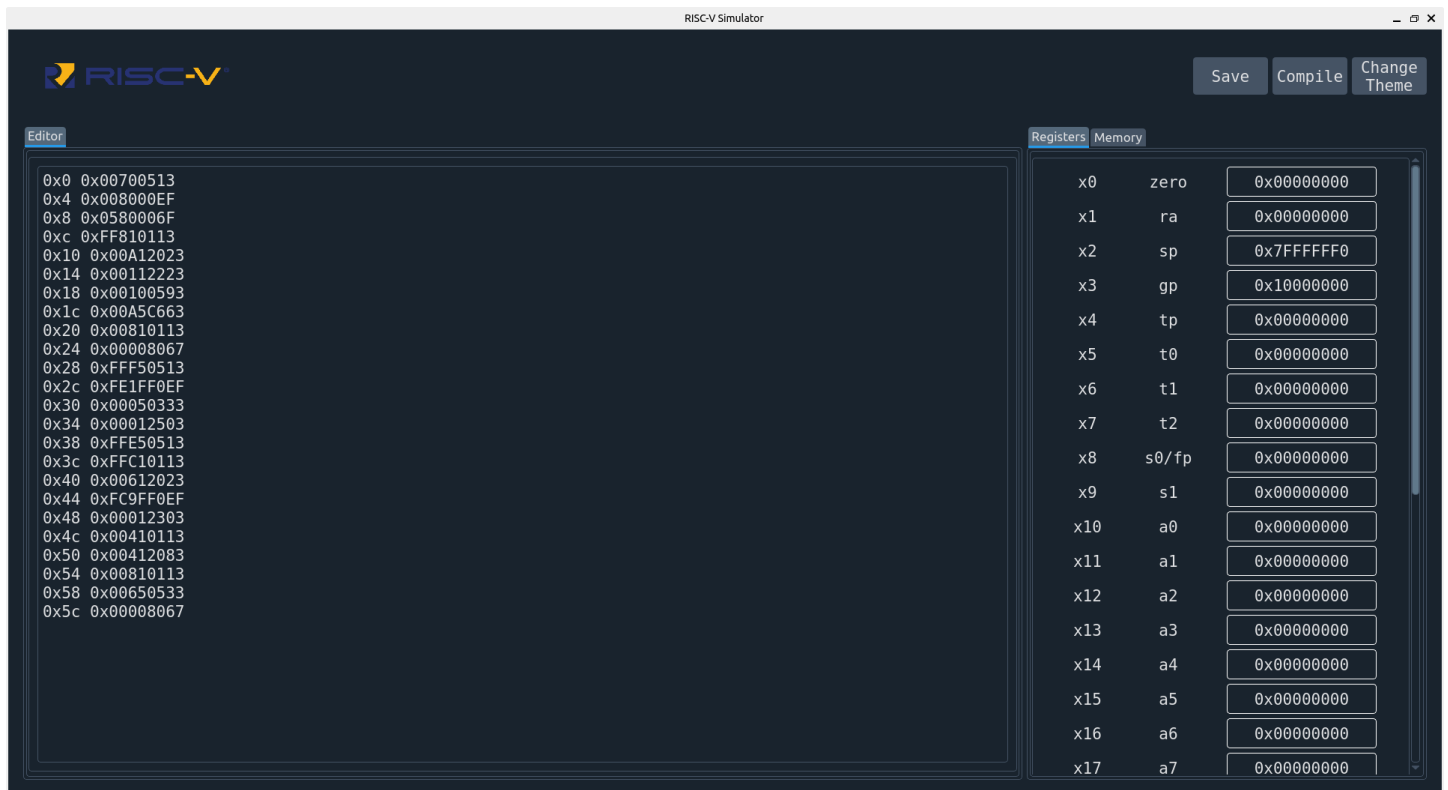 RISC-V Simulator
RISC-V
Save Compile Change Theme
Editor
Registers Memory
0x0 0x00700513
0x4 0x008000EF
0x8 0x0580006F
0xc 0xFF810113
0x10 0x00A12023
0x14 0x00112223
0x18 0x00100593
0x1c 0x00A5C663
0x20 0x00810113
0x24 0x00008067
0x28 0xFFF50513
0x2c 0xFE1FF0EF
0x30 0x00050333
0x34 0x00012503
0x38 0xFFE50513
0x3c 0xFFC10113
0x40 0x00612023
0x44 0xFC9FF0EF
0x48 0x00012303
0x4c 0x00410113
0x50 0x00412083
0x54 0x00810113
0x58 0x00650533
0x5c 0x00008067
x0 zero 0x00000000
x1 ra 0x00000000
x2 sp 0x7FFFFFF0
x3 gp 0x10000000
x4 tp 0x00000000
x5 t0 0x00000000
x6 t1 0x00000000
x7 t2 0x00000000
x8 s0/fp 0x00000000
x9 s1 0x00000000
x10 a0 0x00000000
x11 a1 0x00000000
x12 a2 0x00000000
x13 a3 0x00000000
x14 a4 0x00000000
x15 a5 0x00000000
x16 a6 0x00000000
x17 a7 0x00000000